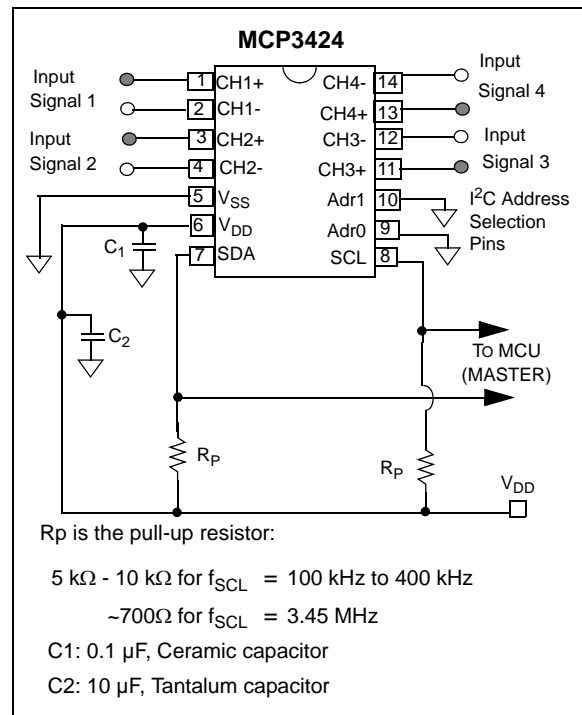 MCP3424
Input
Signal 1
Input
Signal 2
1 CH1+
2 CH1-
3 CH2+
4 CH2-
5 VSS
6 VDD
7 SDA
CH4- 14
CH4+ 13
CH3- 12
CH3+ 11
Adr1 10
Adr0 9
SCL 8
Input
Signal 4
Input
Signal 3
I²C Address
Selection
Pins
C1
C2
TO MCU
(MASTER)
RP
RP
VDD
Rp is the pull-up resistor:
5 kΩ - 10 kΩ for fSCL = 100 kHz to 400 kHz
~700Ω for fSCL = 3.45 MHz
C1: 0.1 µF, Ceramic capacitor
C2: 10 µF, Tantalum capacitor